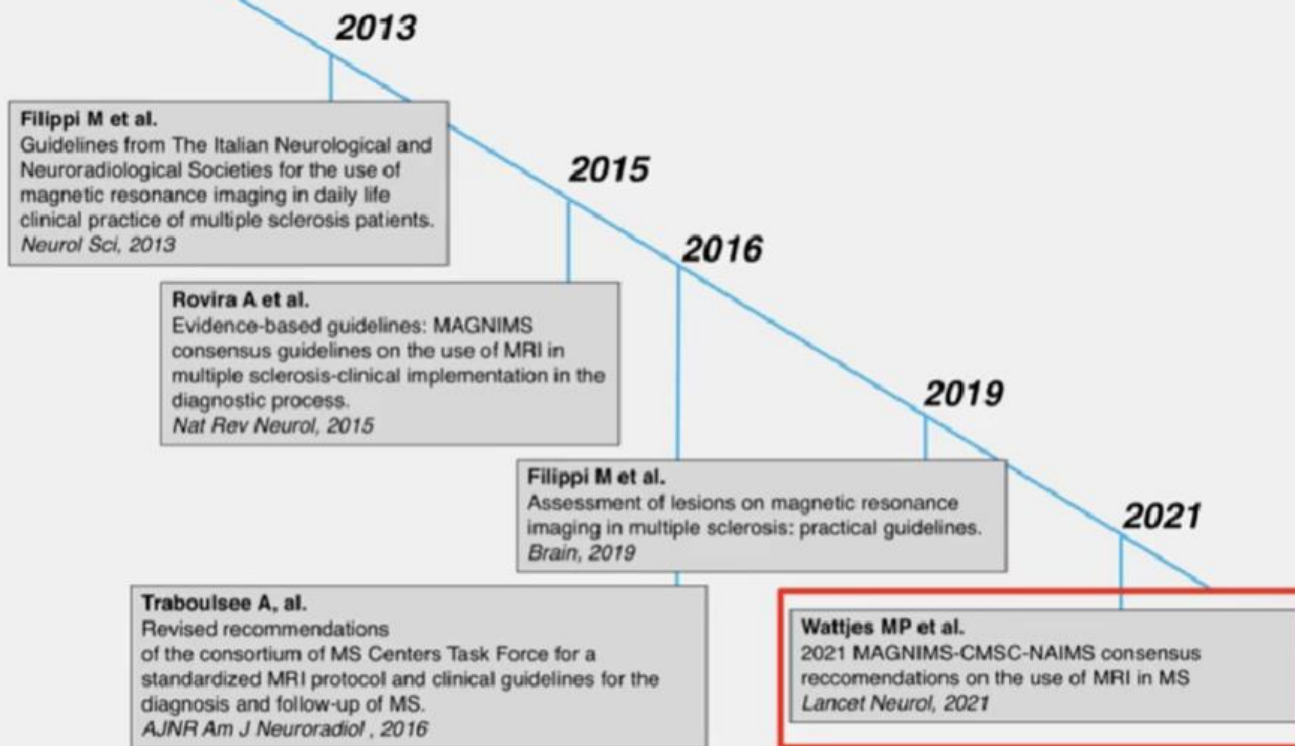 2013
Filippi M et al.
Guidelines from The Italian Neurological and
Neuroradiological Societies for the use of
magnetic resonance imaging in daily life
clinical practice of multiple sclerosis patients.
Neurol Sci, 2013
2015
Rovira A et al.
Evidence-based guidelines: MAGNIMS
consensus guidelines on the use of MRI in
multiple sclerosis-clinical implementation in the
diagnostic process.
Nat Rev Neurol, 2015
2016
Traboulsee A, al.
Revised recommendations
of the consortium of MS Centers Task Force for a
standardized MRI protocol and clinical guidelines for the
diagnosis and follow-up of MS.
AJNR Am J Neuroradiol , 2016
2019
Filippi M et al.
Assessment of lesions on magnetic resonance
imaging in multiple sclerosis: practical guidelines.
Brain, 2019
2021
Wattjes MP et al.
2021 MAGNIMS-CMSC-NAIMS consensus
reccomendations on the use of MRI in MS
Lancet Neurol, 2021